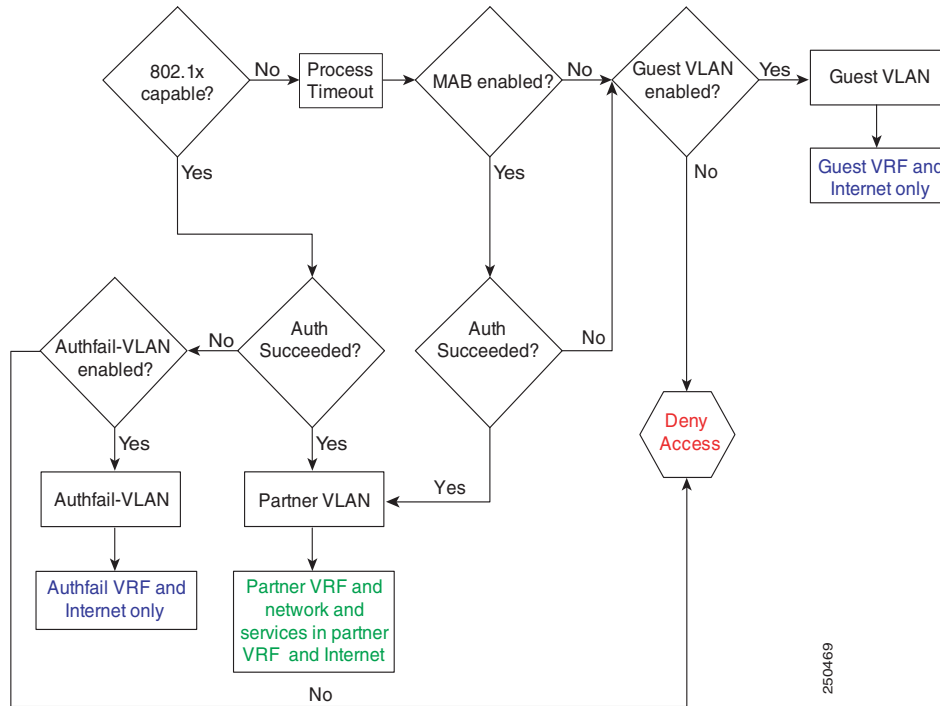 802.1x
capable?
No
Process
Timeout
MAB enabled?
No
Guest VLAN
enabled?
Yes
Guest VLAN
Yes
Yes
No
Guest VRF and
Internet only
Authfail-VLAN
enabled?
No
Auth
Succeeded?
Auth
Succeeded?
No
Deny
Access
Yes
Yes
Yes
Authfail-VLAN
Partner VLAN
Authfail VRF and
Internet only
Partner VRF and
network and
services in partner
VRF and Internet
No
250469